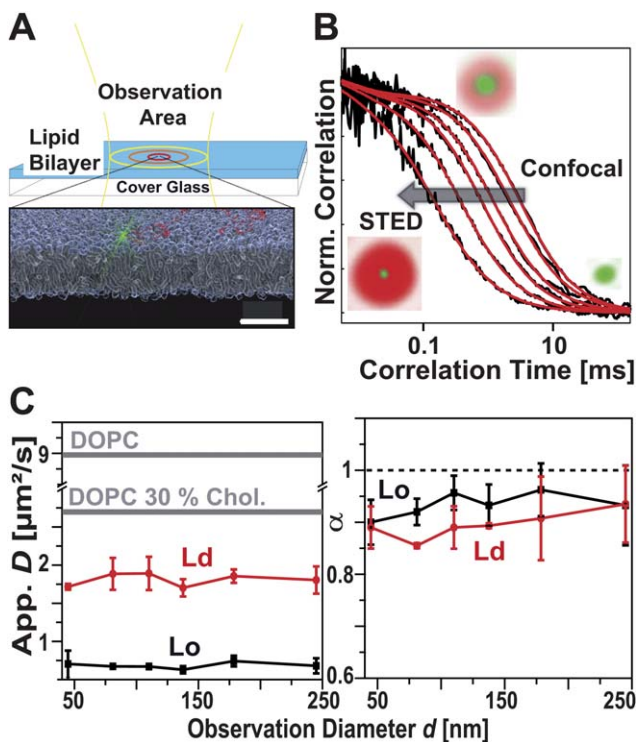 A
Observation
Area
Lipid
Bilayer
Cover Glass
B
Norm. Correlation
Confocal
STED
0.1
10
Correlation Time [ms]
C
App. D [µm²/s]
9
2
1
DOPC
DOPC 30 % Chol.
Ld
Lo
50
150
250
α
1
0.8
0.6
Lo
Ld
50
150
250
Observation Diameter d [nm]